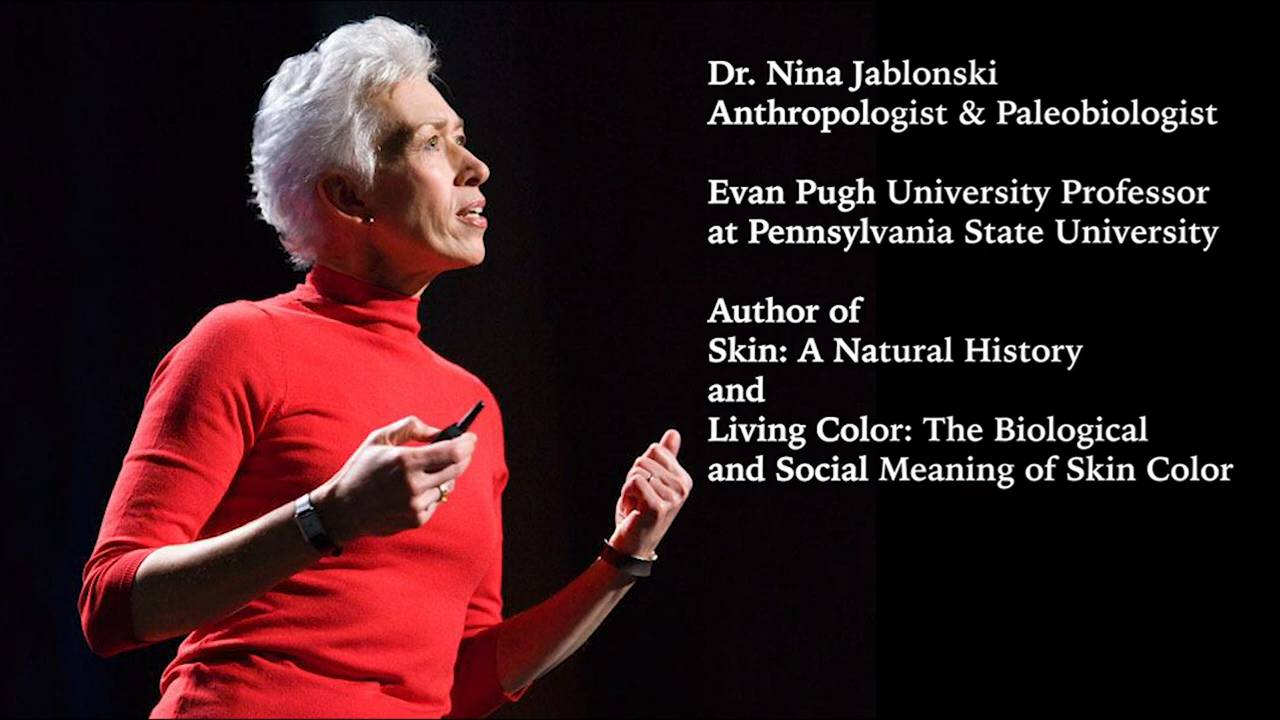 Dr. Nina Jablonski
Anthropologist & Paleobiologist
Evan Pugh University Professor
at Pennsylvania State University
Author of
Skin: A Natural History
and
Living Color: The Biological
and Social Meaning of Skin Color